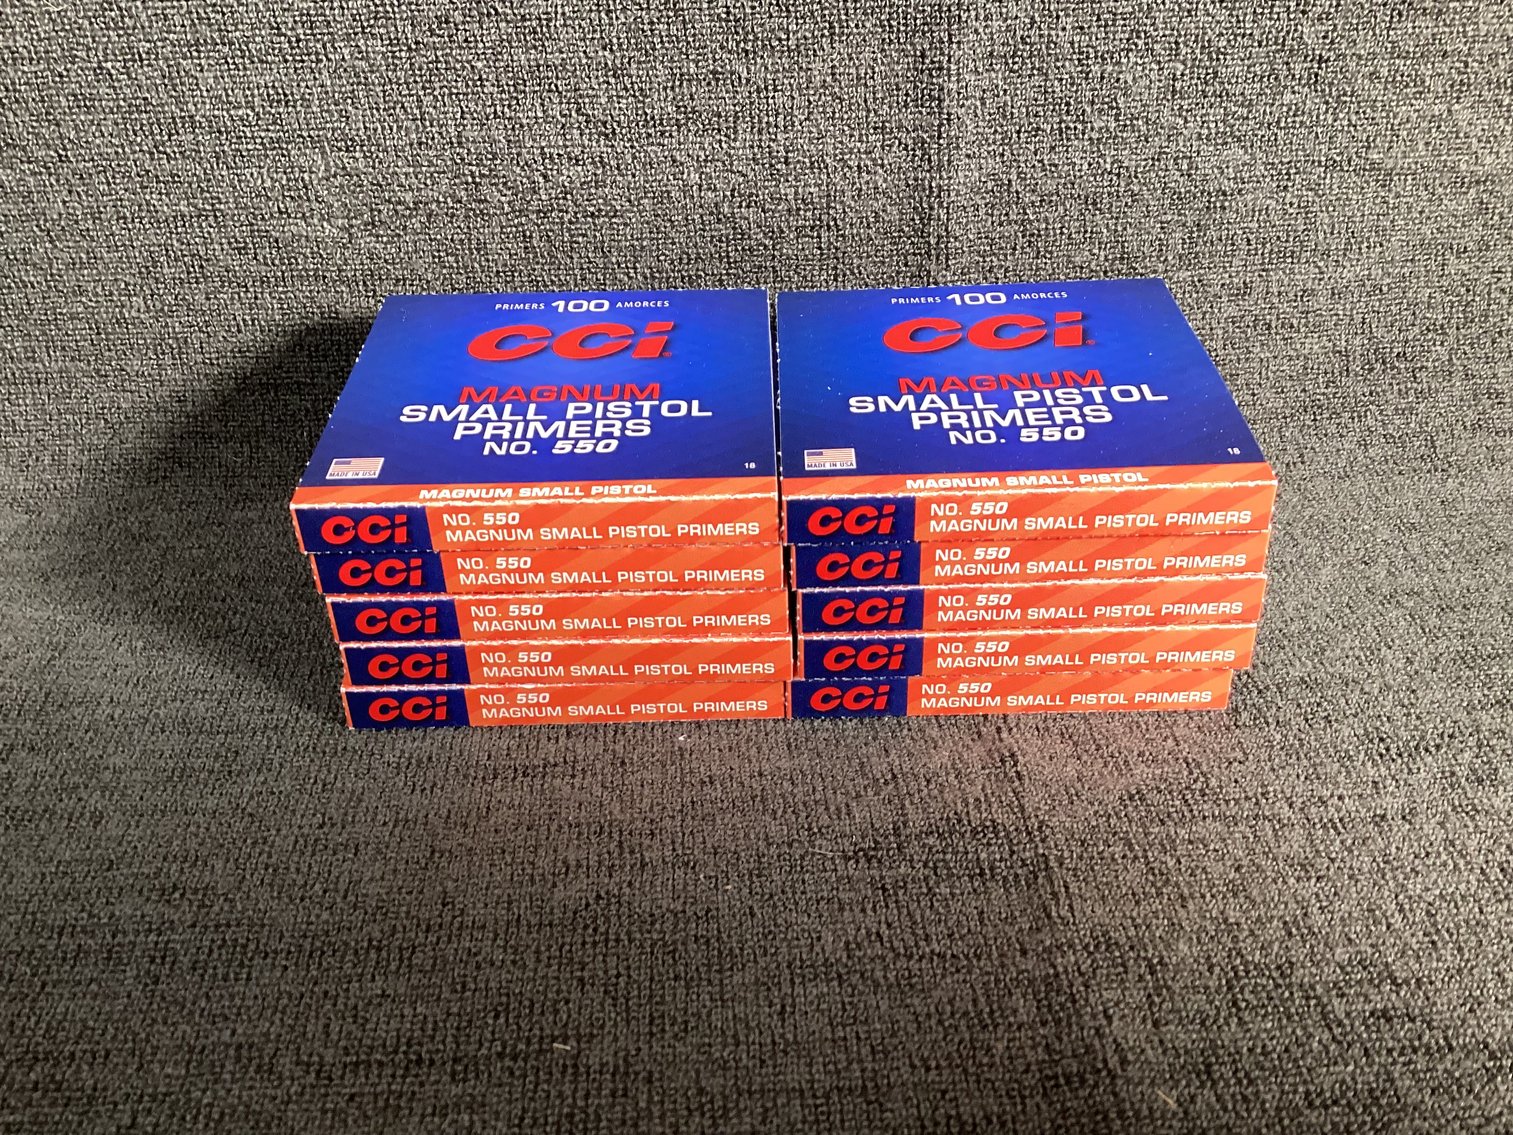 PRIMERS 100 AMORCES
CCi®
MAGNUM
SMALL PISTOL
PRIMERS
NO. 550
MADE IN USA
18
MAGNUM SMALL PISTOL
CCi
NO. 550
MAGNUM SMALL PISTOL PRIMERS
CCi
NO. 550
MAGNUM SMALL PISTOL PRIMERS
CCi
NO. 550
MAGNUM SMALL PISTOL PRIMERS
CCi
NO. 550
MAGNUM SMALL PISTOL PRIMERS
CCi
NO. 550
MAGNUM SMALL PISTOL PRIMERS
PRIMERS 100 AMORCES
CCi®
MAGNUM
SMALL PISTOL
PRIMERS
NO. 550
MADE IN USA
18
MAGNUM SMALL PISTOL
CCi
NO. 550
MAGNUM SMALL PISTOL PRIMERS
CCi
NO. 550
MAGNUM SMALL PISTOL PRIMERS
CCi
NO. 550
MAGNUM SMALL PISTOL PRIMERS
CCi
NO. 550
MAGNUM SMALL PISTOL PRIMERS
CCi
NO. 550
MAGNUM SMALL PISTOL PRIMERS